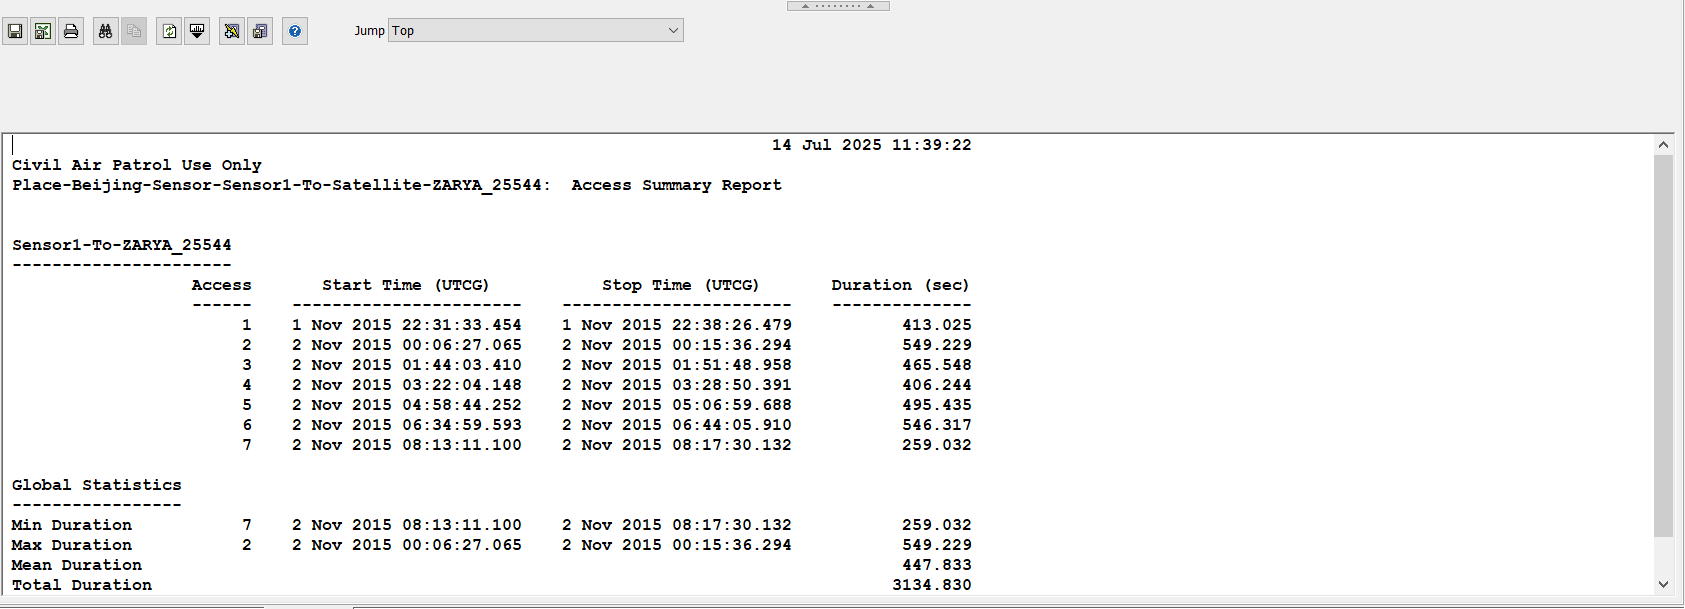 Jump Top
14 Jul 2025 11:39:22
Civil Air Patrol Use Only
Place-Beijing-Sensor-Sensor1-To-Satellite-ZARYA_25544:  Access Summary Report
Sensor1-To-ZARYA_25544
----------------------
Access    Start Time (UTCG)    Stop Time (UTCG)    Duration (sec)
------    -----------------------    -----------------------    --------------
1    1 Nov 2015 22:31:33.454    1 Nov 2015 22:38:26.479    413.025
2    2 Nov 2015 00:06:27.065    2 Nov 2015 00:15:36.294    549.229
3    2 Nov 2015 01:44:03.410    2 Nov 2015 01:51:48.958    465.548
4    2 Nov 2015 03:22:04.148    2 Nov 2015 03:28:50.391    406.244
5    2 Nov 2015 04:58:44.252    2 Nov 2015 05:06:59.688    495.435
6    2 Nov 2015 06:34:59.593    2 Nov 2015 06:44:05.910    546.317
7    2 Nov 2015 08:13:11.100    2 Nov 2015 08:17:30.132    259.032
Global Statistics
-----------------
Min Duration    7    2 Nov 2015 08:13:11.100    2 Nov 2015 08:17:30.132    259.032
Max Duration    2    2 Nov 2015 00:06:27.065    2 Nov 2015 00:15:36.294    549.229
Mean Duration    447.833
Total Duration    3134.830